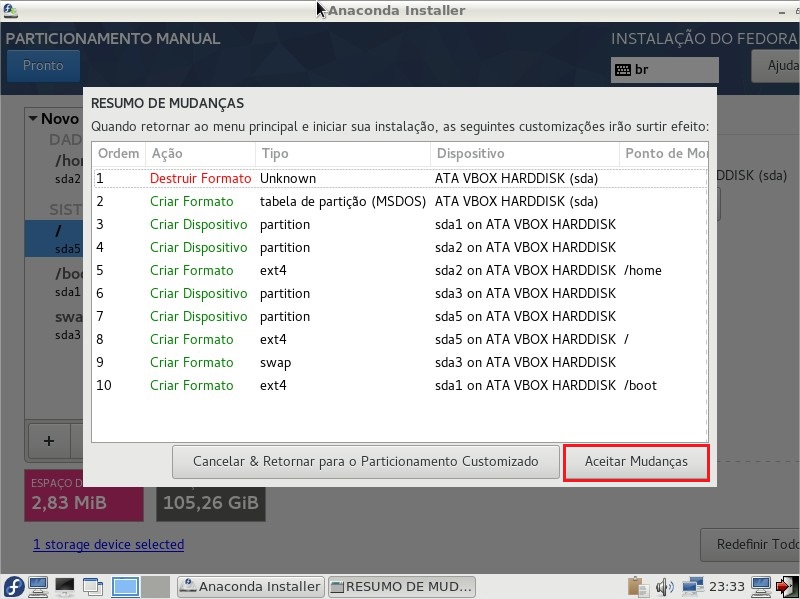 Anaconda Installer
PARTICIONAMENTO MANUAL
INSTALAÇÃO DO FEDORA
Pronto
br
Ajuda
RESUMO DE MUDANÇAS
Quando retornar ao menu principal e iniciar sua instalação, as seguintes customizações irão surtir efeito:
Ordem Ação Tipo Dispositivo Ponto de Mon
1 Destruir Formato Unknown ATA VBOX HARDDISK (sda)
2 Criar Formato tabela de partição (MSDOS) ATA VBOX HARDDISK (sda)
3 Criar Dispositivo partition sda1 on ATA VBOX HARDDISK
4 Criar Dispositivo partition sda2 on ATA VBOX HARDDISK
5 Criar Formato ext4 sda2 on ATA VBOX HARDDISK /home
6 Criar Dispositivo partition sda3 on ATA VBOX HARDDISK
7 Criar Dispositivo partition sda5 on ATA VBOX HARDDISK
8 Criar Formato ext4 sda5 on ATA VBOX HARDDISK /
9 Criar Formato swap sda3 on ATA VBOX HARDDISK
10 Criar Formato ext4 sda1 on ATA VBOX HARDDISK /boot
Cancelar & Retornar para o Particionamento Customizado
Aceitar Mudanças
Novo
DAD
/hor
sda2
DISK (sda)
SIST
/
sda5
/boo
sda1
swa
sda3
+
ESPAÇO D
2,83 MiB
105,26 GiB
1 storage device selected
Redefinir Todo
Anaconda Installer
RESUMO DE MUD...
23:33